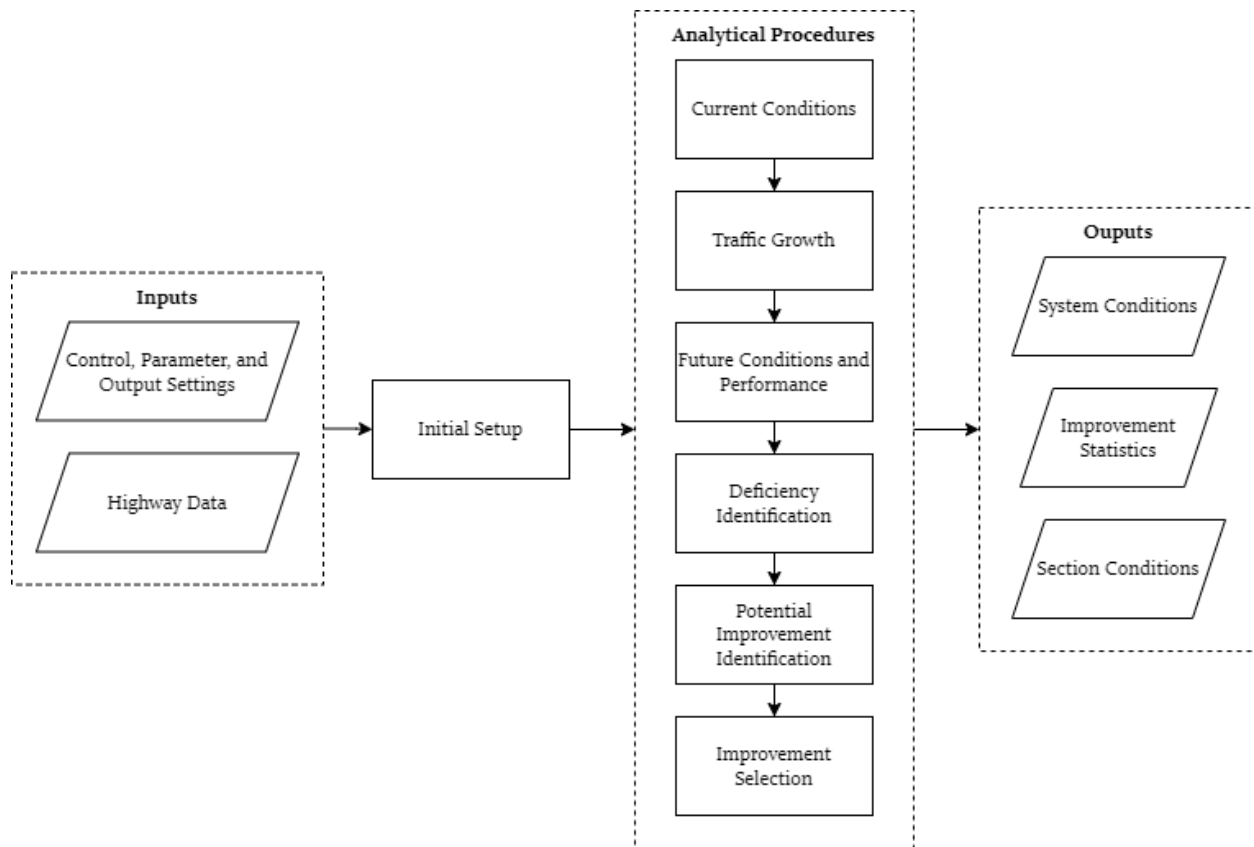 Inputs
Control, Parameter, and
Output Settings
Highway Data
Initial Setup
Analytical Procedures
Current Conditions
Traffic Growth
Future Conditions and
Performance
Deficiency
Identification
Potential
Improvement
Identification
Improvement
Selection
Ouputs
System Conditions
Improvement
Statistics
Section Conditions